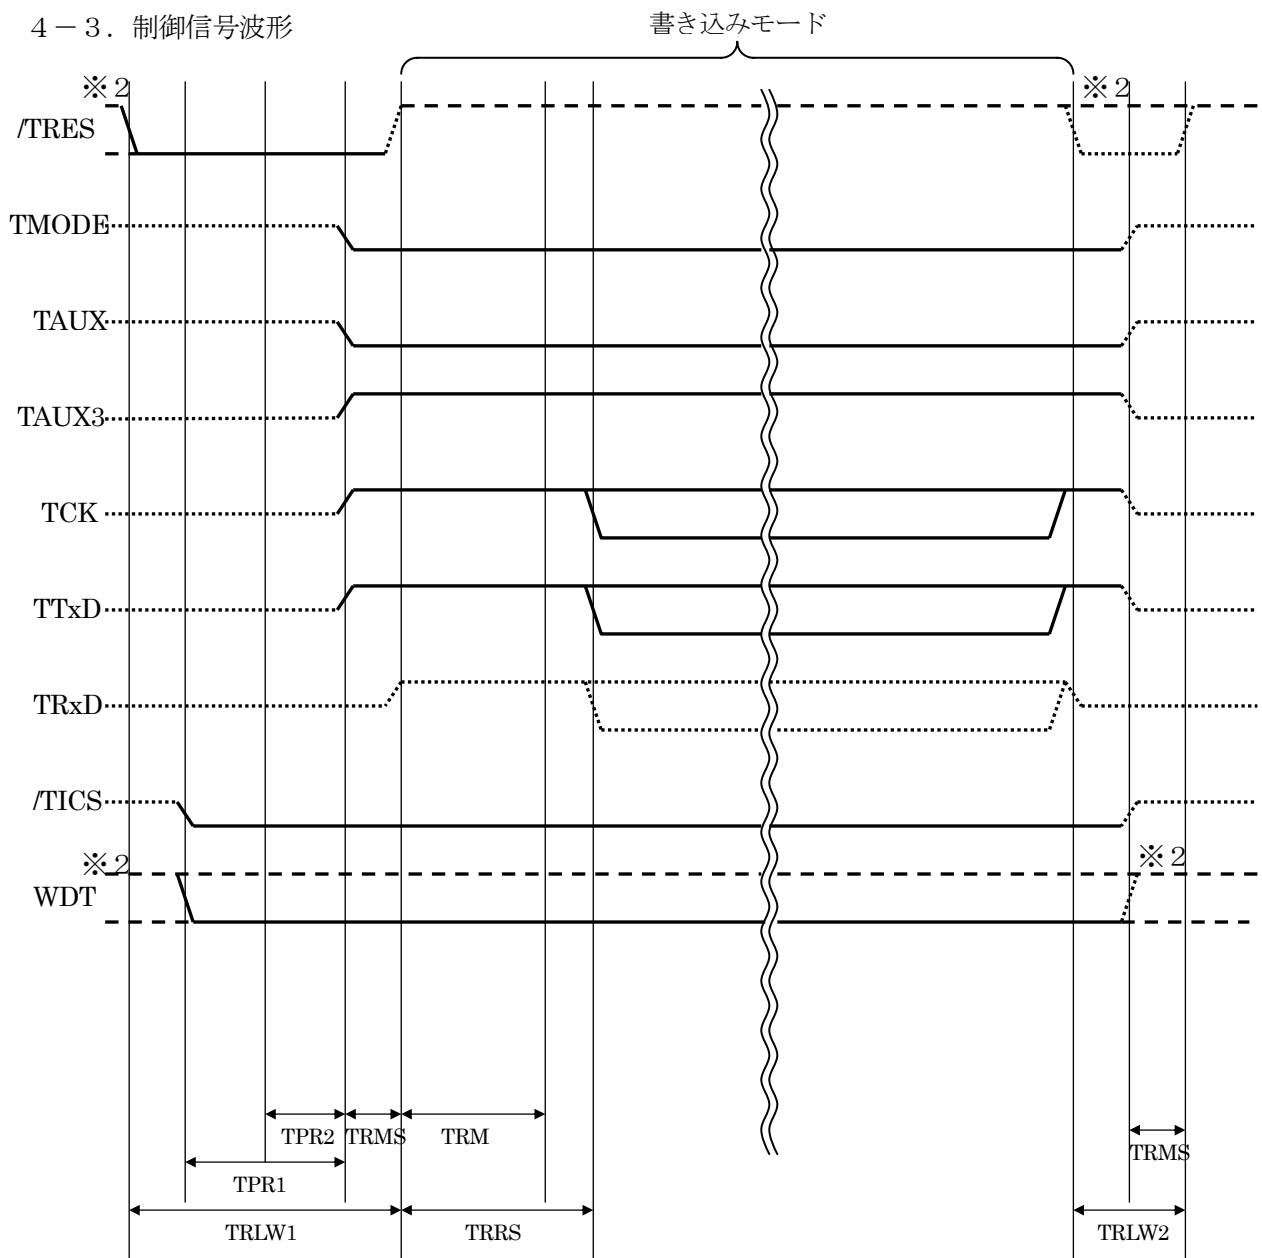 4-3．制御信号波形
書き込みモード
※2
※2
/TRES
TMODE
TAUX
TAUX3
TCK
TTxD
TRxD
/TICS
※2
※2
WDT
TPR2
TRMS
TRM
TRMS
TPR1
TRLW1
TRRS
TRLW2